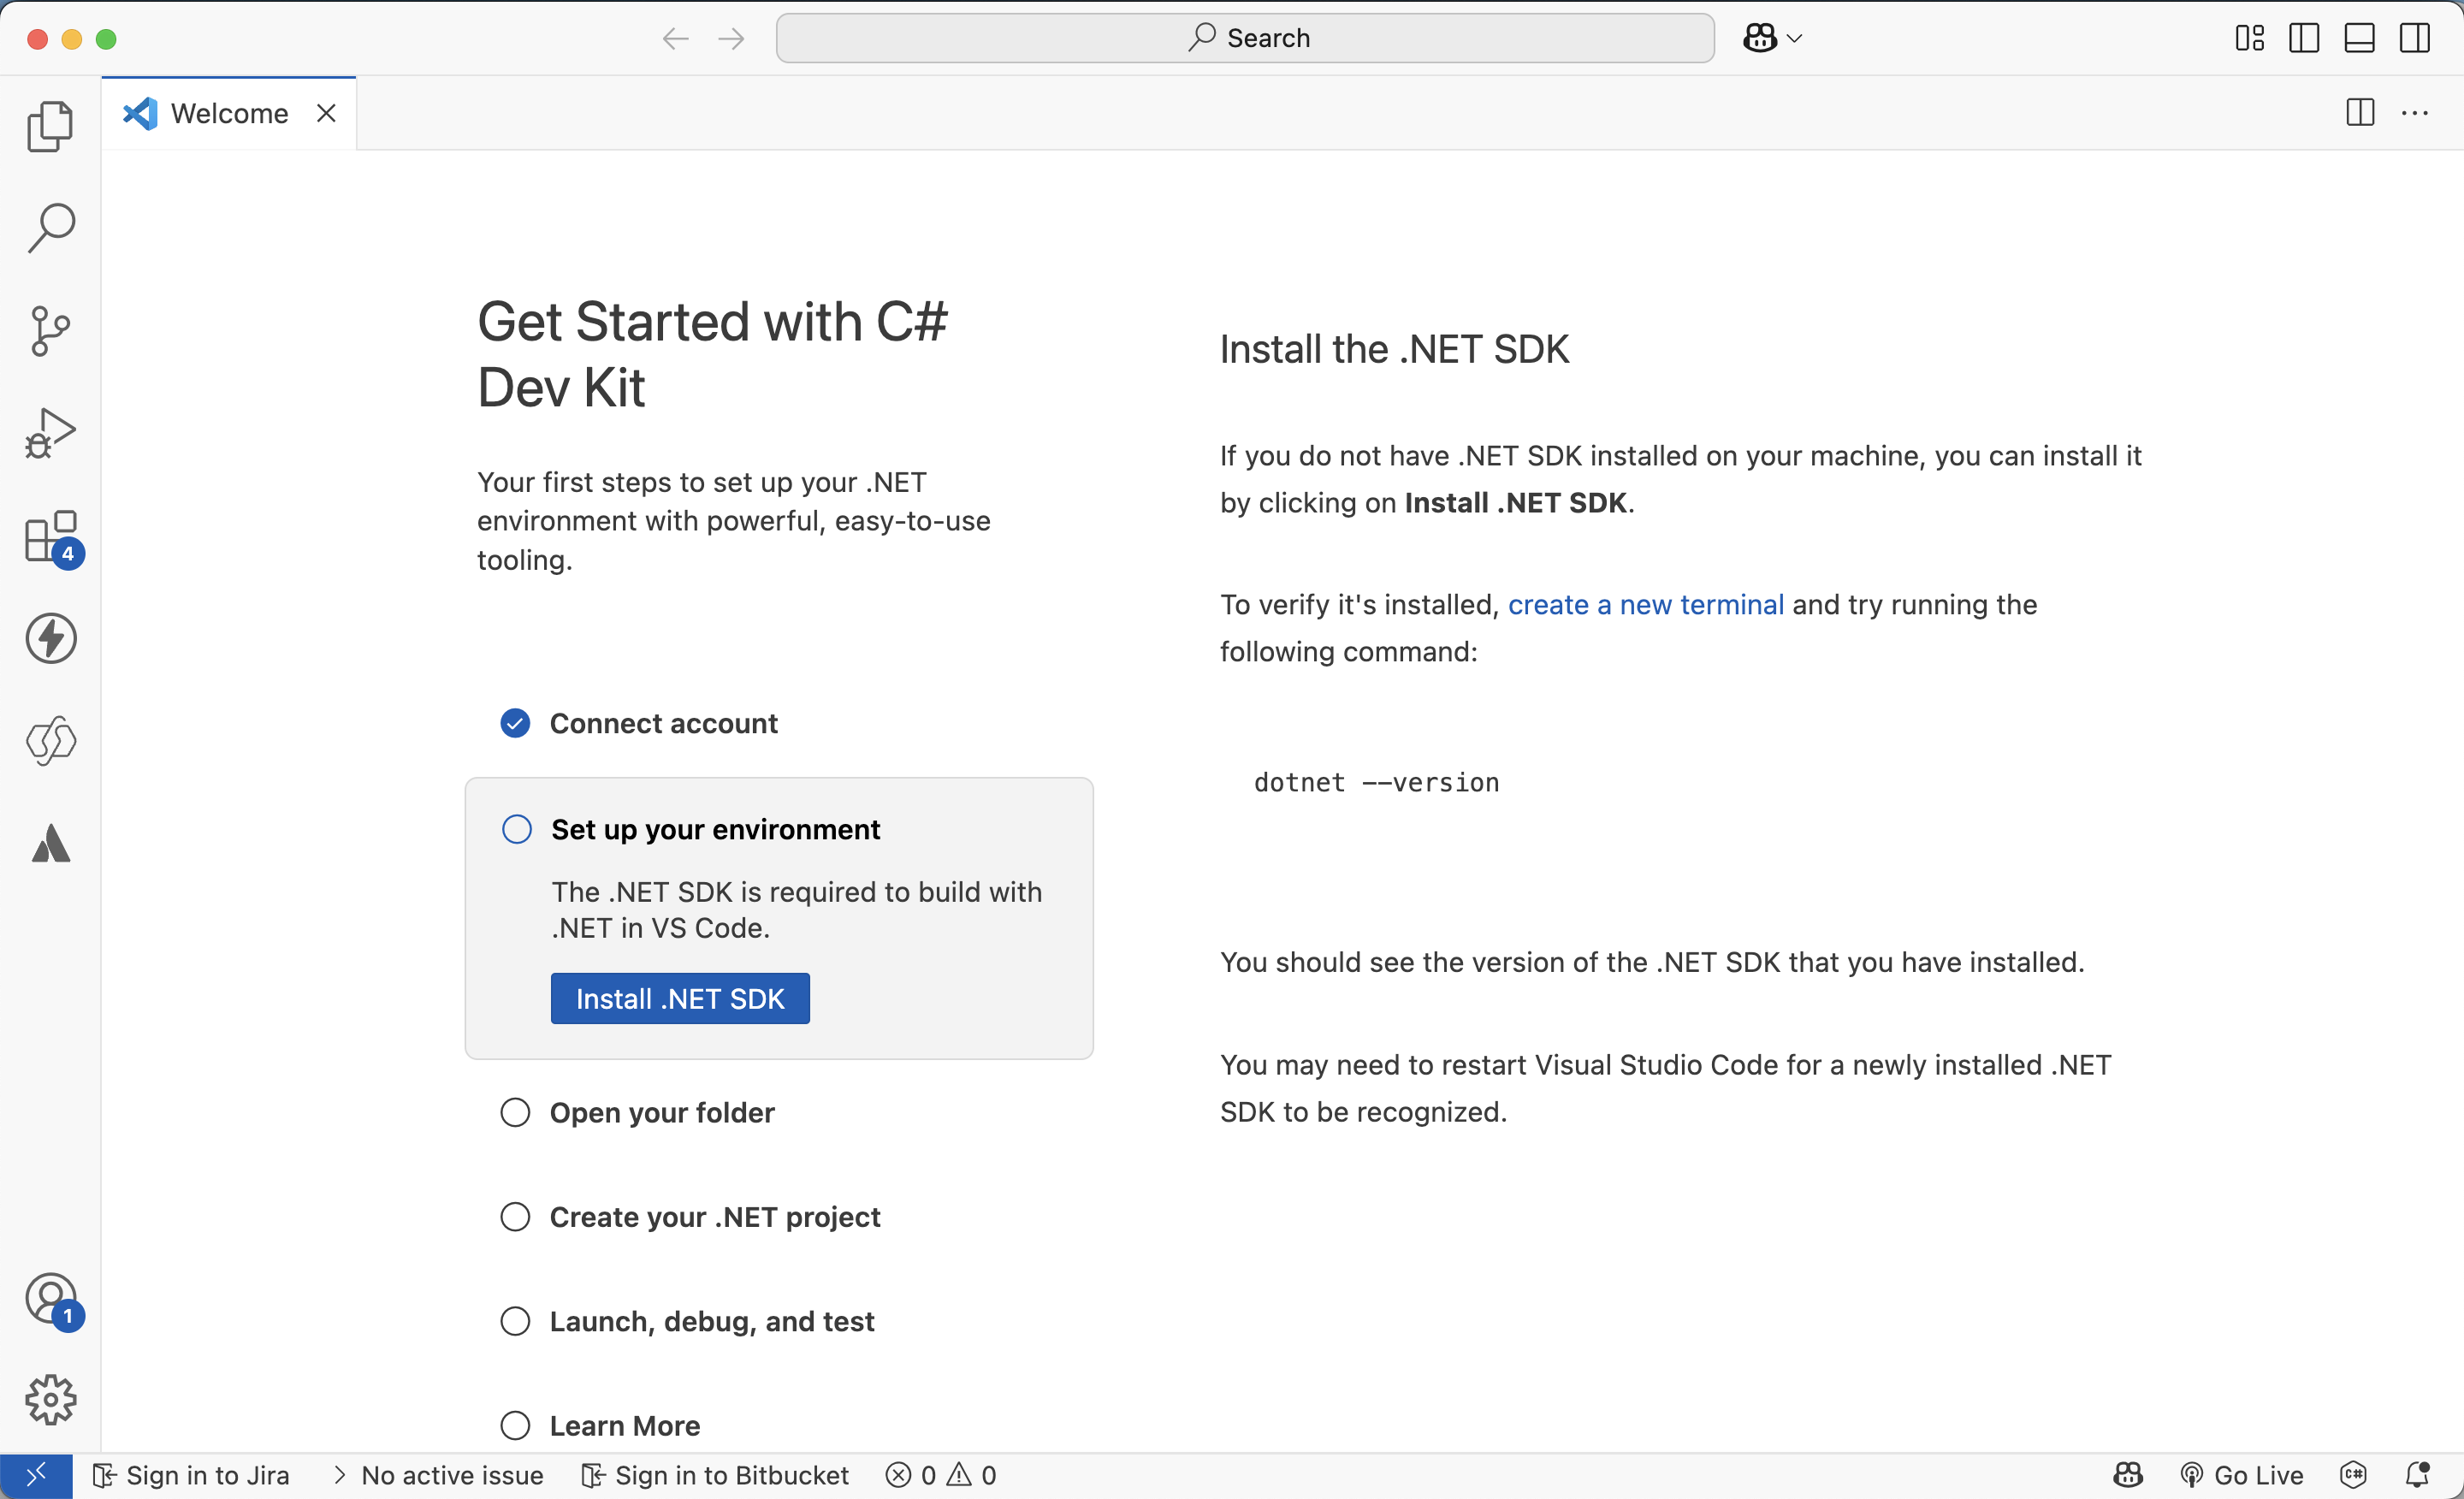 Search
Welcome
Get Started with C#
Dev Kit
Your first steps to set up your .NET
environment with powerful, easy-to-use
tooling.
Connect account
Set up your environment
The .NET SDK is required to build with
.NET in VS Code.
Install .NET SDK
Open your folder
Create your .NET project
Launch, debug, and test
Learn More
Install the .NET SDK
If you do not have .NET SDK installed on your machine, you can install it
by clicking on Install .NET SDK.
To verify it's installed, create a new terminal and try running the
following command:
dotnet --version
You should see the version of the .NET SDK that you have installed.
You may need to restart Visual Studio Code for a newly installed .NET
SDK to be recognized.
4
1
Sign in to Jira
No active issue
Sign in to Bitbucket
0
0
Go Live
C#